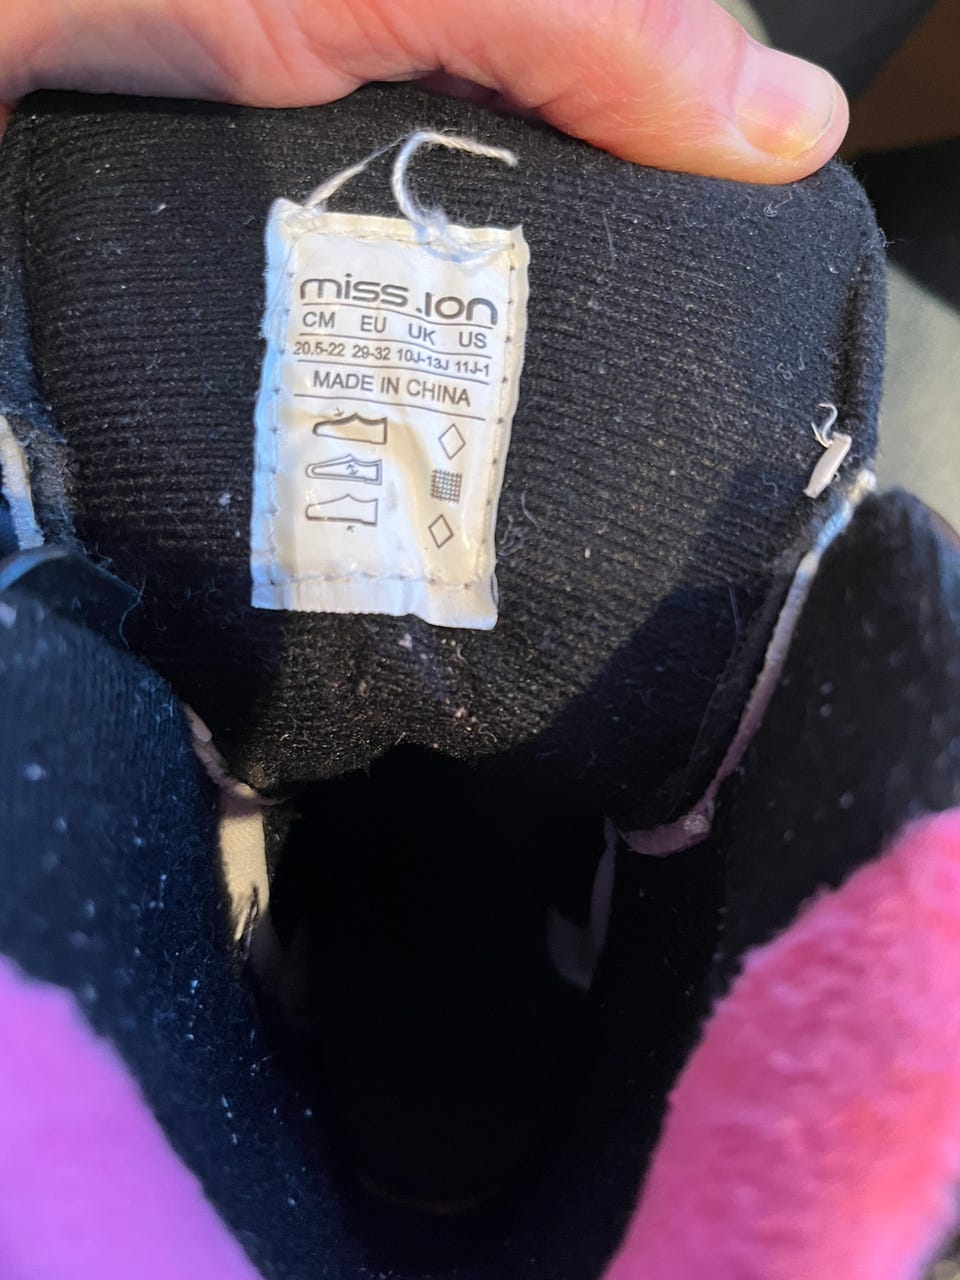 miss.ion
CM EU UK US
20.5-22 29-32 10J-13J 11J-1
MADE IN CHINA